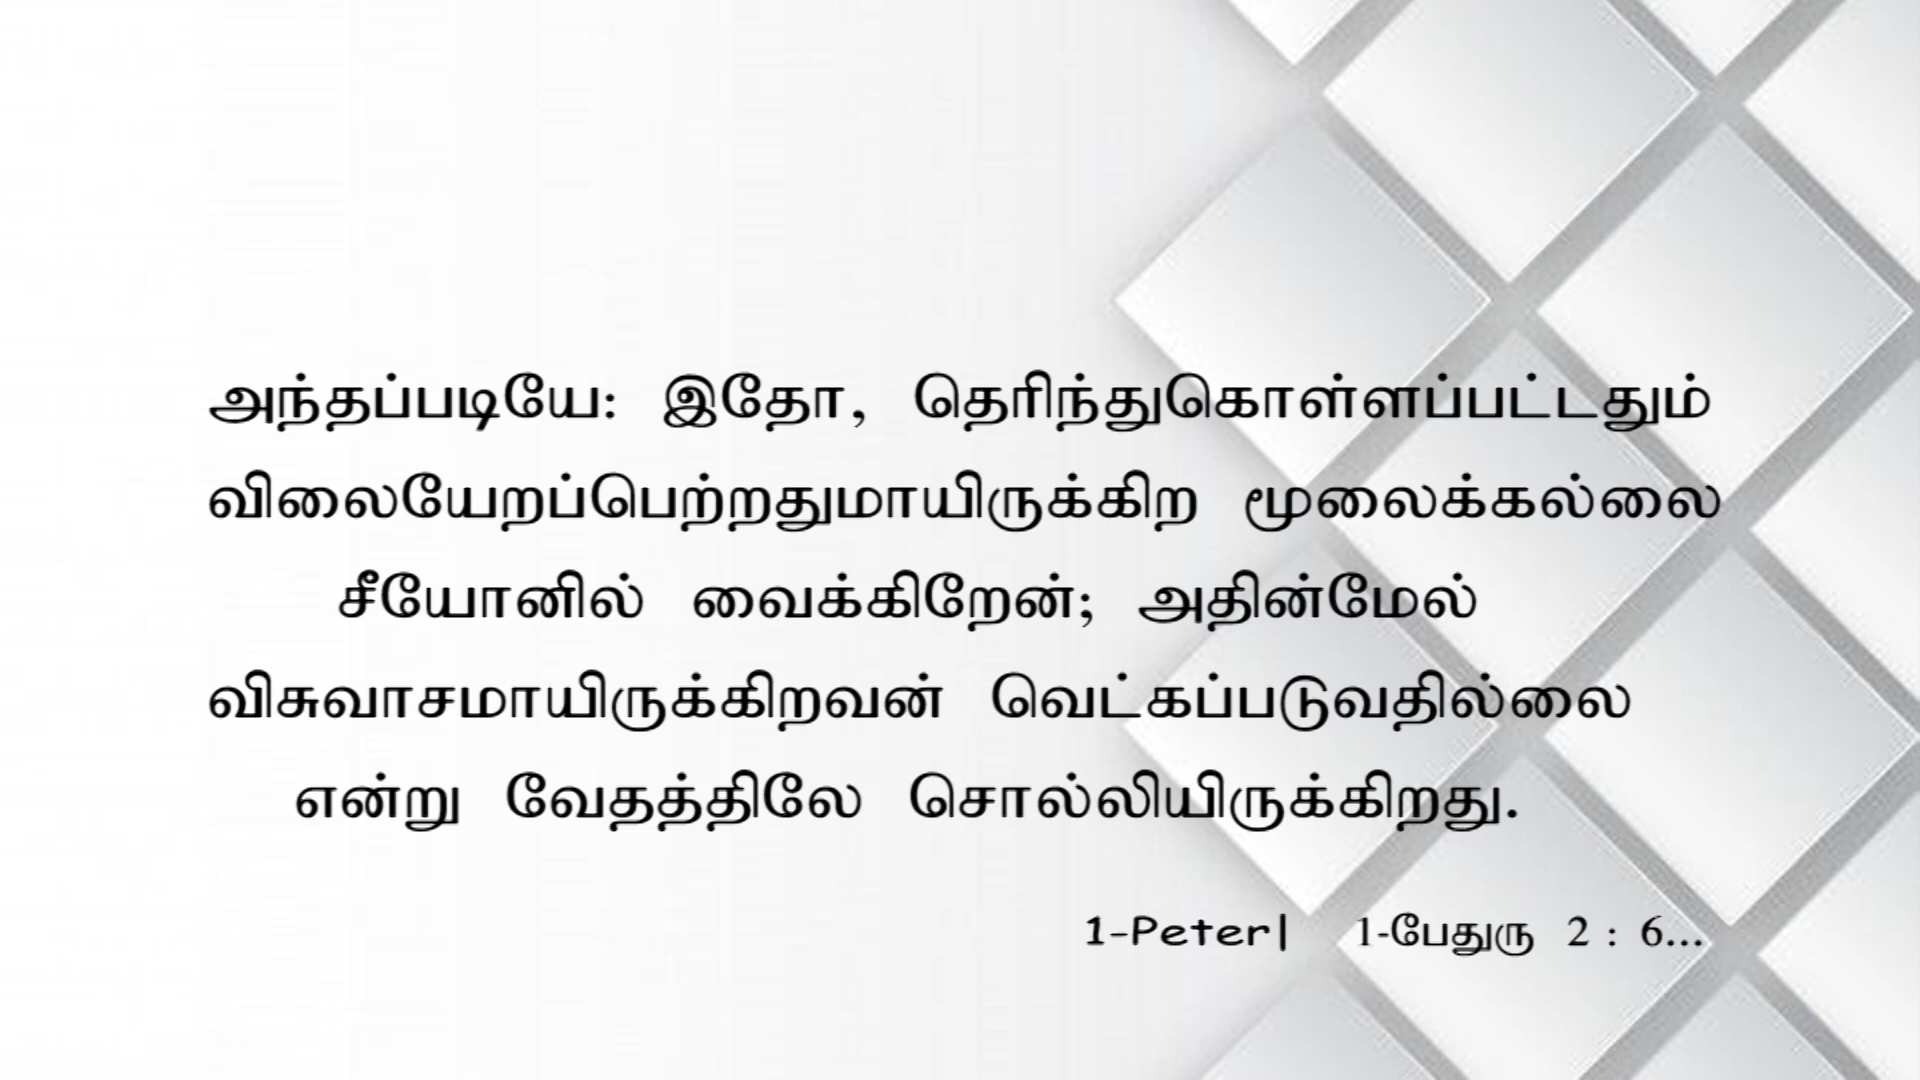 அந்தப்படியே: இதோ, தெரிந்துகொள்ளப்பட்டதும்
விலையேறப்பெற்றதுமாயிருக்கிற மூலைக்கல்லை
சீயோனில் வைக்கிறேன்; அதின்மேல்
விசுவாசமாயிருக்கிறவன் வெட்கப்படுவதில்லை
என்று வேதத்திலே சொல்லியிருக்கிறது.
1-Peter| 1-பேதுரு 2 : 6...